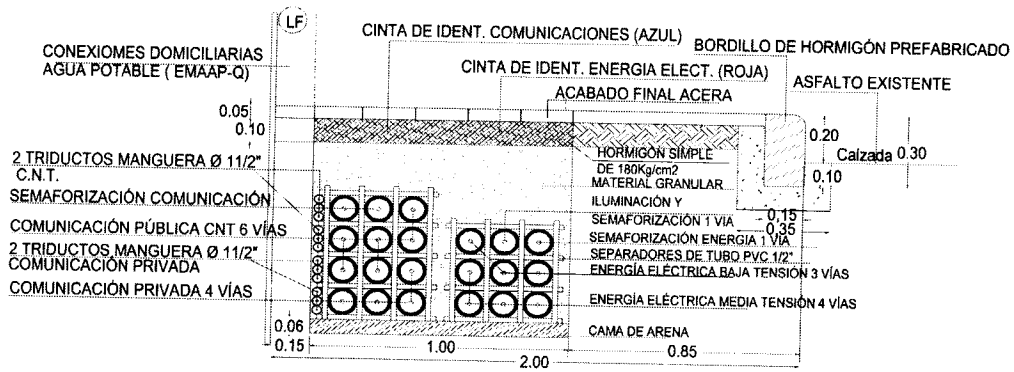 LF
CINTA DE IDENT. COMUNICACIONES (AZUL)
BORDILLO DE HORMIGÓN PREFABRICADO
CONEXIOMES DOMICILIARIAS
AGUA POTABLE ( EMAAP-Q)
CINTA DE IDENT. ENERGIA ELECT. (ROJA)
ASFALTO EXISTENTE
ACABADO FINAL ACERA
0.05
0.10
0.20
Calzada 0.30
0.10
2 TRIDUCTOS MANGUERA Ø 11/2"
C.N.T.
SEMAFORIZACIÓN COMUNICACIÓN
COMUNICACIÓN PÚBLICA CNT 6 VÍAS
2 TRIDUCTOS MANGUERA Ø 11/2"
COMUNICACIÓN PRIVADA
COMUNICACIÓN PRIVADA 4 VÍAS
HORMIGÓN SIMPLE
DE 180Kg/cm2
MATERIAL GRANULAR
ILUMINACIÓN Y
SEMAFORIZACIÓN 1 VIA
SEMAFORIZACIÓN ENERGIA 1 VIA
SEPARADORES DE TUBO PVC 1/2"
ENERGÍA ELÉCTRICA BAJA TENSIÓN 3 VÍAS
ENERGÍA ELÉCTRICA MEDIA TENSIÓN 4 VÍAS
CAMA DE ARENA
0.15
0.35
0.06
0.15
1.00
0.85
2.00